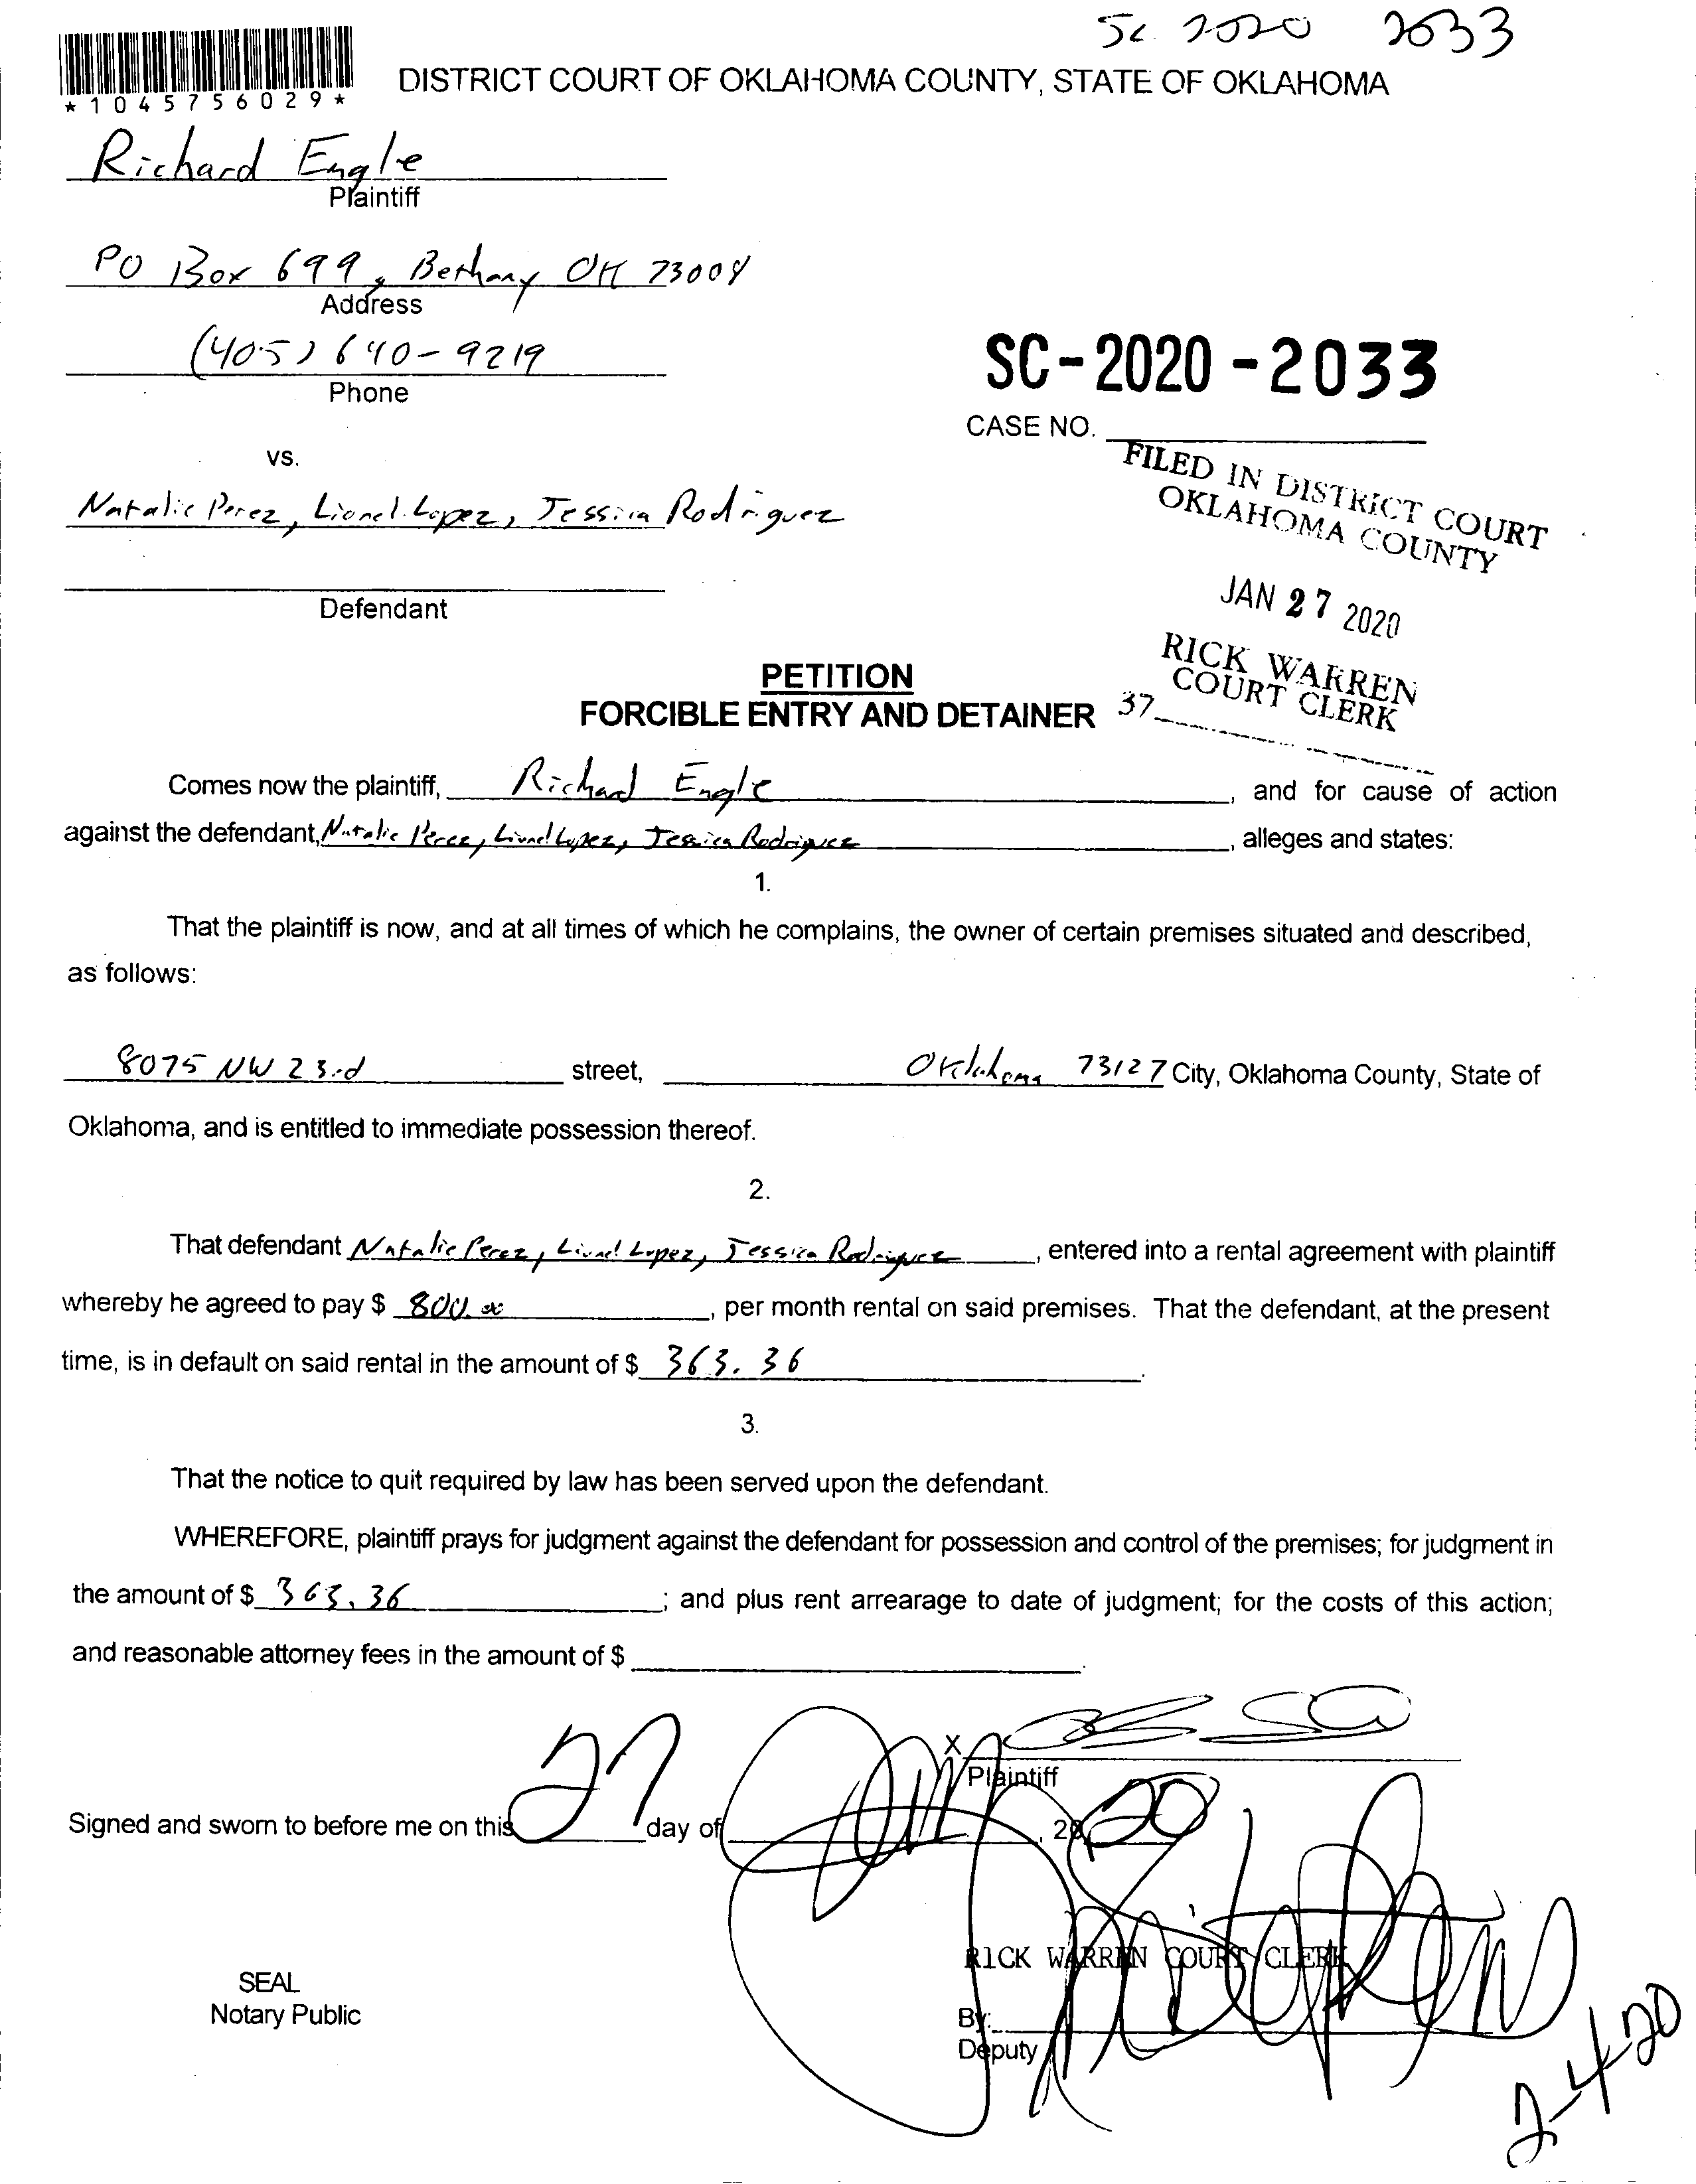 SC 2020 2033
*1045756029*
DISTRICT COURT OF OKLAHOMA COUNTY, STATE OF OKLAHOMA
Richard Engle
Plaintiff
PO Box 699, Bethany OK 73008
Address
(405) 640-9219
Phone
SC-2020-2033
CASE NO.
vs.
Natalie Perez, Lionel Lopez, Jessica Rodriguez
Defendant
FILED IN DISTRICT COURT
OKLAHOMA COUNTY
JAN 27 2020
RICK WARREN
COURT CLERK
37
PETITION
FORCIBLE ENTRY AND DETAINER
Comes now the plaintiff, Richard Engle, and for cause of action
against the defendant, Natalie Perez, Lionel Lopez, Jessica Rodriguez, alleges and states:
1.
That the plaintiff is now, and at all times of which he complains, the owner of certain premises situated and described,
as follows:
8075 NW 23rd street, Oklahoma 73127 City, Oklahoma County, State of
Oklahoma, and is entitled to immediate possession thereof.
2.
That defendant Natalie Perez, Lionel Lopez, Jessica Rodriguez, entered into a rental agreement with plaintiff
whereby he agreed to pay $ 800.00, per month rental on said premises. That the defendant, at the present
time, is in default on said rental in the amount of $ 363.36.
3.
That the notice to quit required by law has been served upon the defendant.
WHEREFORE, plaintiff prays for judgment against the defendant for possession and control of the premises; for judgment in
the amount of $ 363.36; and plus rent arrearage to date of judgment; for the costs of this action;
and reasonable attorney fees in the amount of $
X
Plaintiff
Signed and sworn to before me on this 27 day of Jan, 2020
RICK WARREN COURT CLERK
SEAL
Notary Public
By:
Deputy
2-4-20